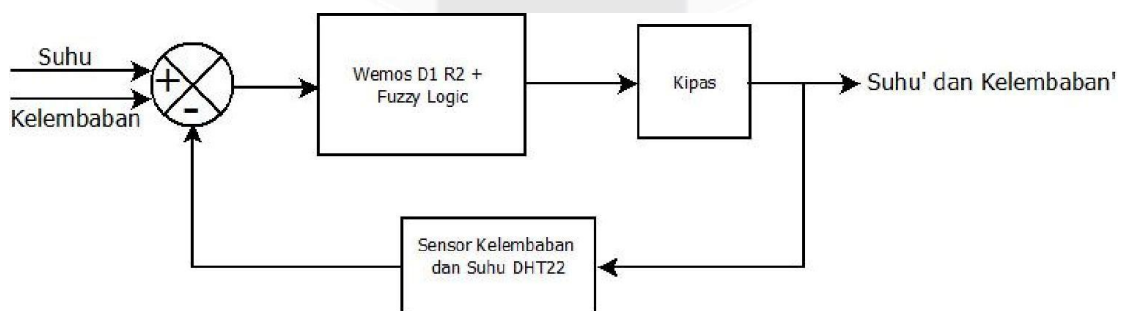 Suhu
Kelembaban
+
-
Wemos D1 R2 +
Fuzzy Logic
Kipas
Suhu' dan Kelembaban'
Sensor Kelembaban
dan Suhu DHT22